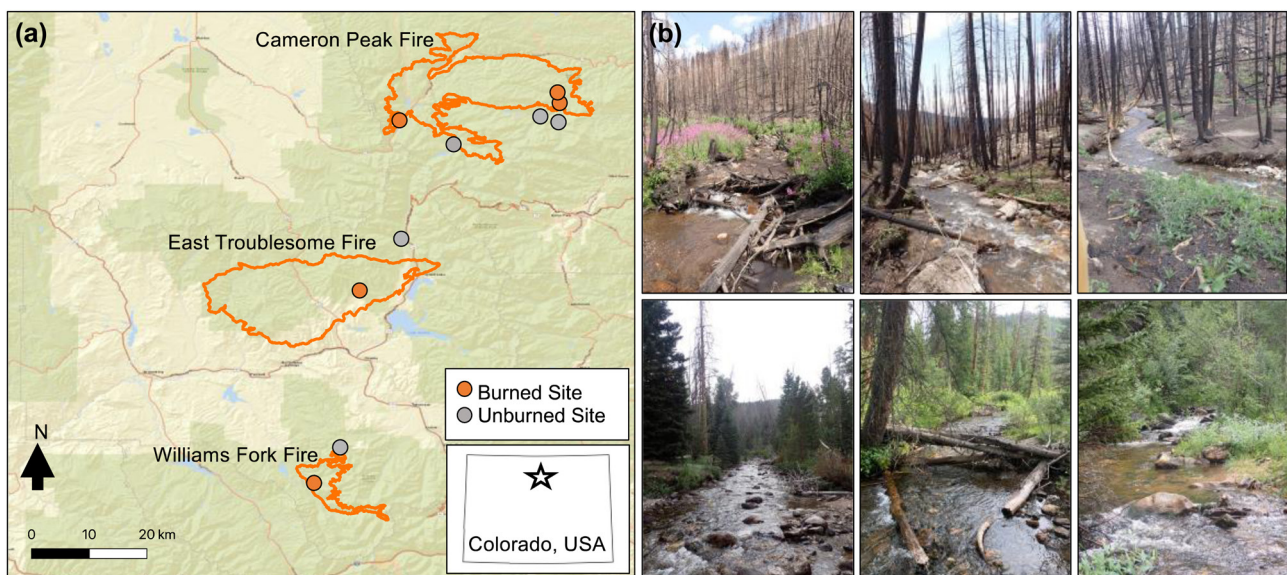 (a)
Cameron Peak Fire
East Troublesome Fire
Burned Site
Unburned Site
N
Williams Fork Fire
0 10 20 km
Colorado, USA
(b)